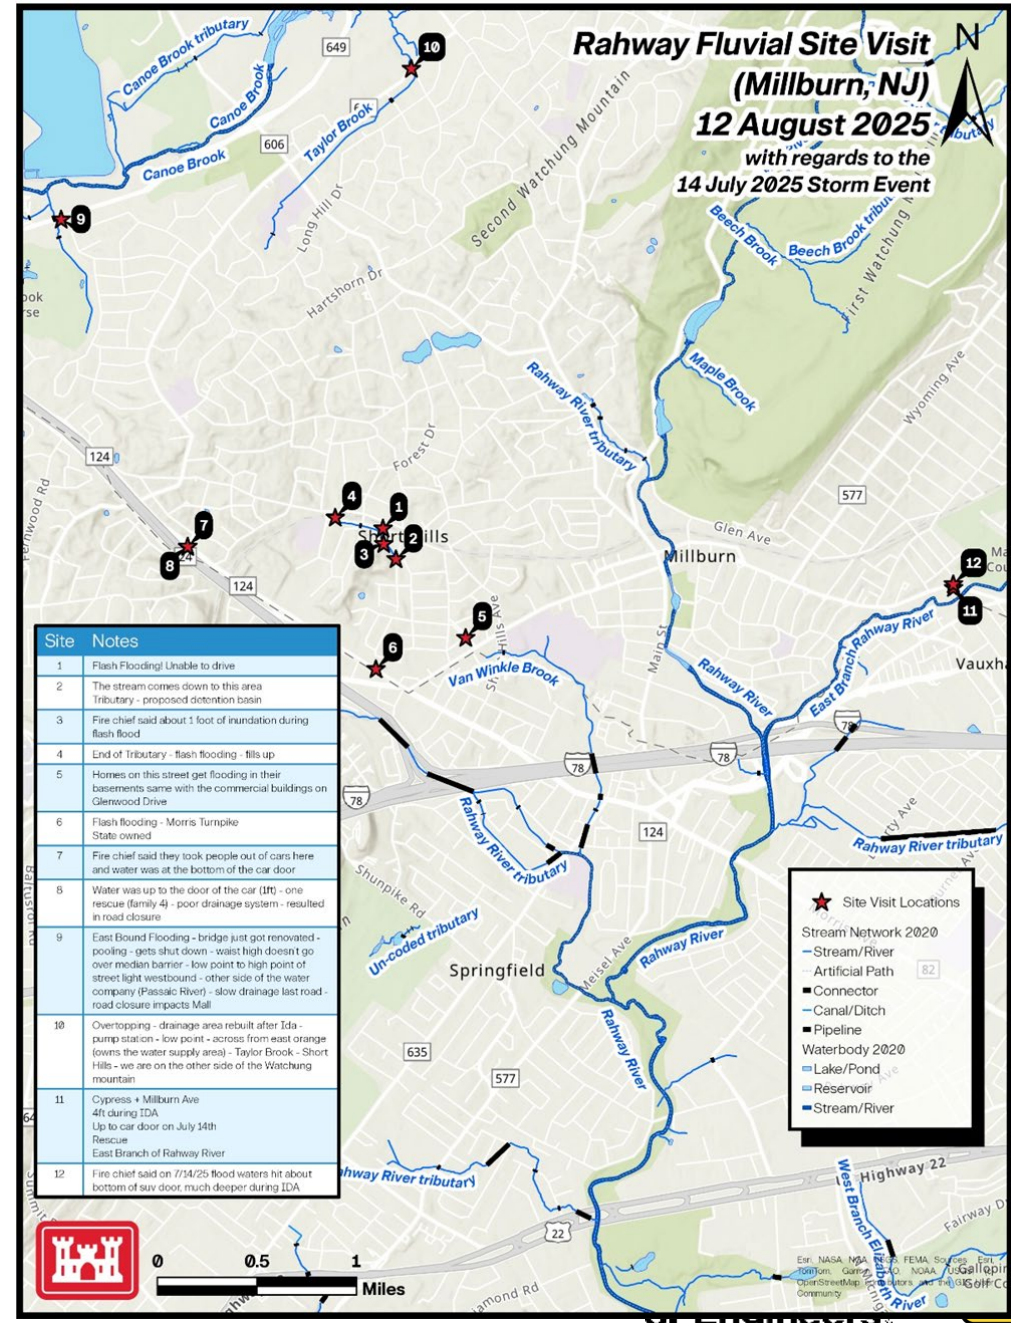 Rahway Fluvial Site Visit
(Millburn, NJ)
12 August 2025
with regards to the
14 July 2025 Storm Event
N
Canoe Brook tributary
Canoe Brook
Canoe Brook
Taylor Brook
649
606
10
9
Long Hill Dr
Hartshorn Dr
Second Watchung Mountain
First Watchung
Beech Brook
Beech Brook
Maple Brook
Wyoming Ave
Rahway River tributary
Forest Dr
124
577
Glen Ave
4
1
Short Hills
2
3
7
8
124
Millburn
12
11
5
6
Van Winkle Brook
Main St
Rahway River
East Branch Rahway River
78
78
78
78
124
Rahway River tributary
Rahway River tributary
Shunpike Rd
Un-coded tributary
Springfield
Meisel Ave
Rahway River
Rahway River
82
635
577
Site Notes
1 Flash Flooding! Unable to drive
2 The stream comes down to this area
Tributary - proposed detention basin
3 Fire chief said about 1 foot of inundation during
flash flood
4 End of Tributary - flash flooding - fills up
5 Homes on this street get flooding in their
basements same with the commercial buildings on
Glenwood Drive
6 Flash flooding - Morris Turnpike
State owned
7 Fire chief said they took people out of cars here
and water was at the bottom of the car door
8 Water was up to the door of the car (1ft) - one
rescue (family 4) - poor drainage system - resulted
in road closure
9 East Bound Flooding - bridge just got renovated -
pooling - gets shut down - waist high doesn't go
over median barrier - low point to high point of
street light westbound - other side of the water
company (Passaic River) - slow drainage last road -
road closure impacts Mall
10 Overtopping - drainage area rebuilt after Ida -
pump station - low point - across from east orange
(owns the water supply area) - Taylor Brook - Short
Hills - we are on the other side of the Watchung
mountain
11 Cypress + Millburn Ave
4ft during IDA
Up to car door on July 14th
Rescue
East Branch of Rahway River
12 Fire chief said on 7/14/25 flood waters hit about
bottom of suv door, much deeper during IDA
Site Visit Locations
Stream Network 2020
Stream/River
Artificial Path
Connector
Canal/Ditch
Pipeline
Waterbody 2020
Lake/Pond
Reservoir
Stream/River
River tributary
Highway 22
22
West Branch Elizabeth River
Fairway
0 0.5 1
Miles
Community